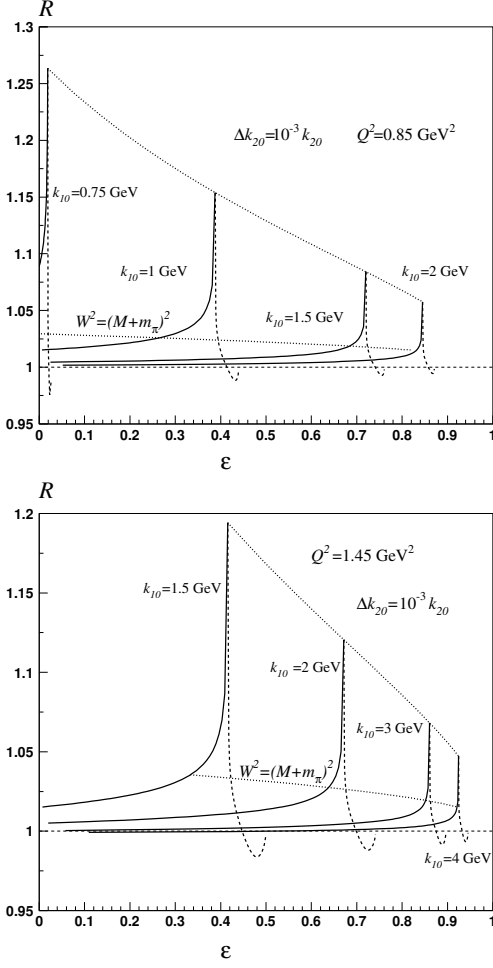 R
1.3
1.25
Δk₂₀=10⁻³ k₂₀ Q²=0.85 GeV²
1.2
k₁₀=0.75 GeV
1.15
1.1
k₁₀=1 GeV k₁₀=2 GeV
k₁₀=1.5 GeV
1.05
W²=(M+mπ)²
1
0.95
0 0.1 0.2 0.3 0.4 0.5 0.6 0.7 0.8 0.9 1
ε
R
1.2
Q²=1.45 GeV²
k₁₀=1.5 GeV
Δk₂₀=10⁻³ k₂₀
1.15
k₁₀=2 GeV
1.1
k₁₀=3 GeV
1.05
W²=(M+mπ)²
1
k₁₀=4 GeV
0.95
0 0.1 0.2 0.3 0.4 0.5 0.6 0.7 0.8 0.9 1
ε